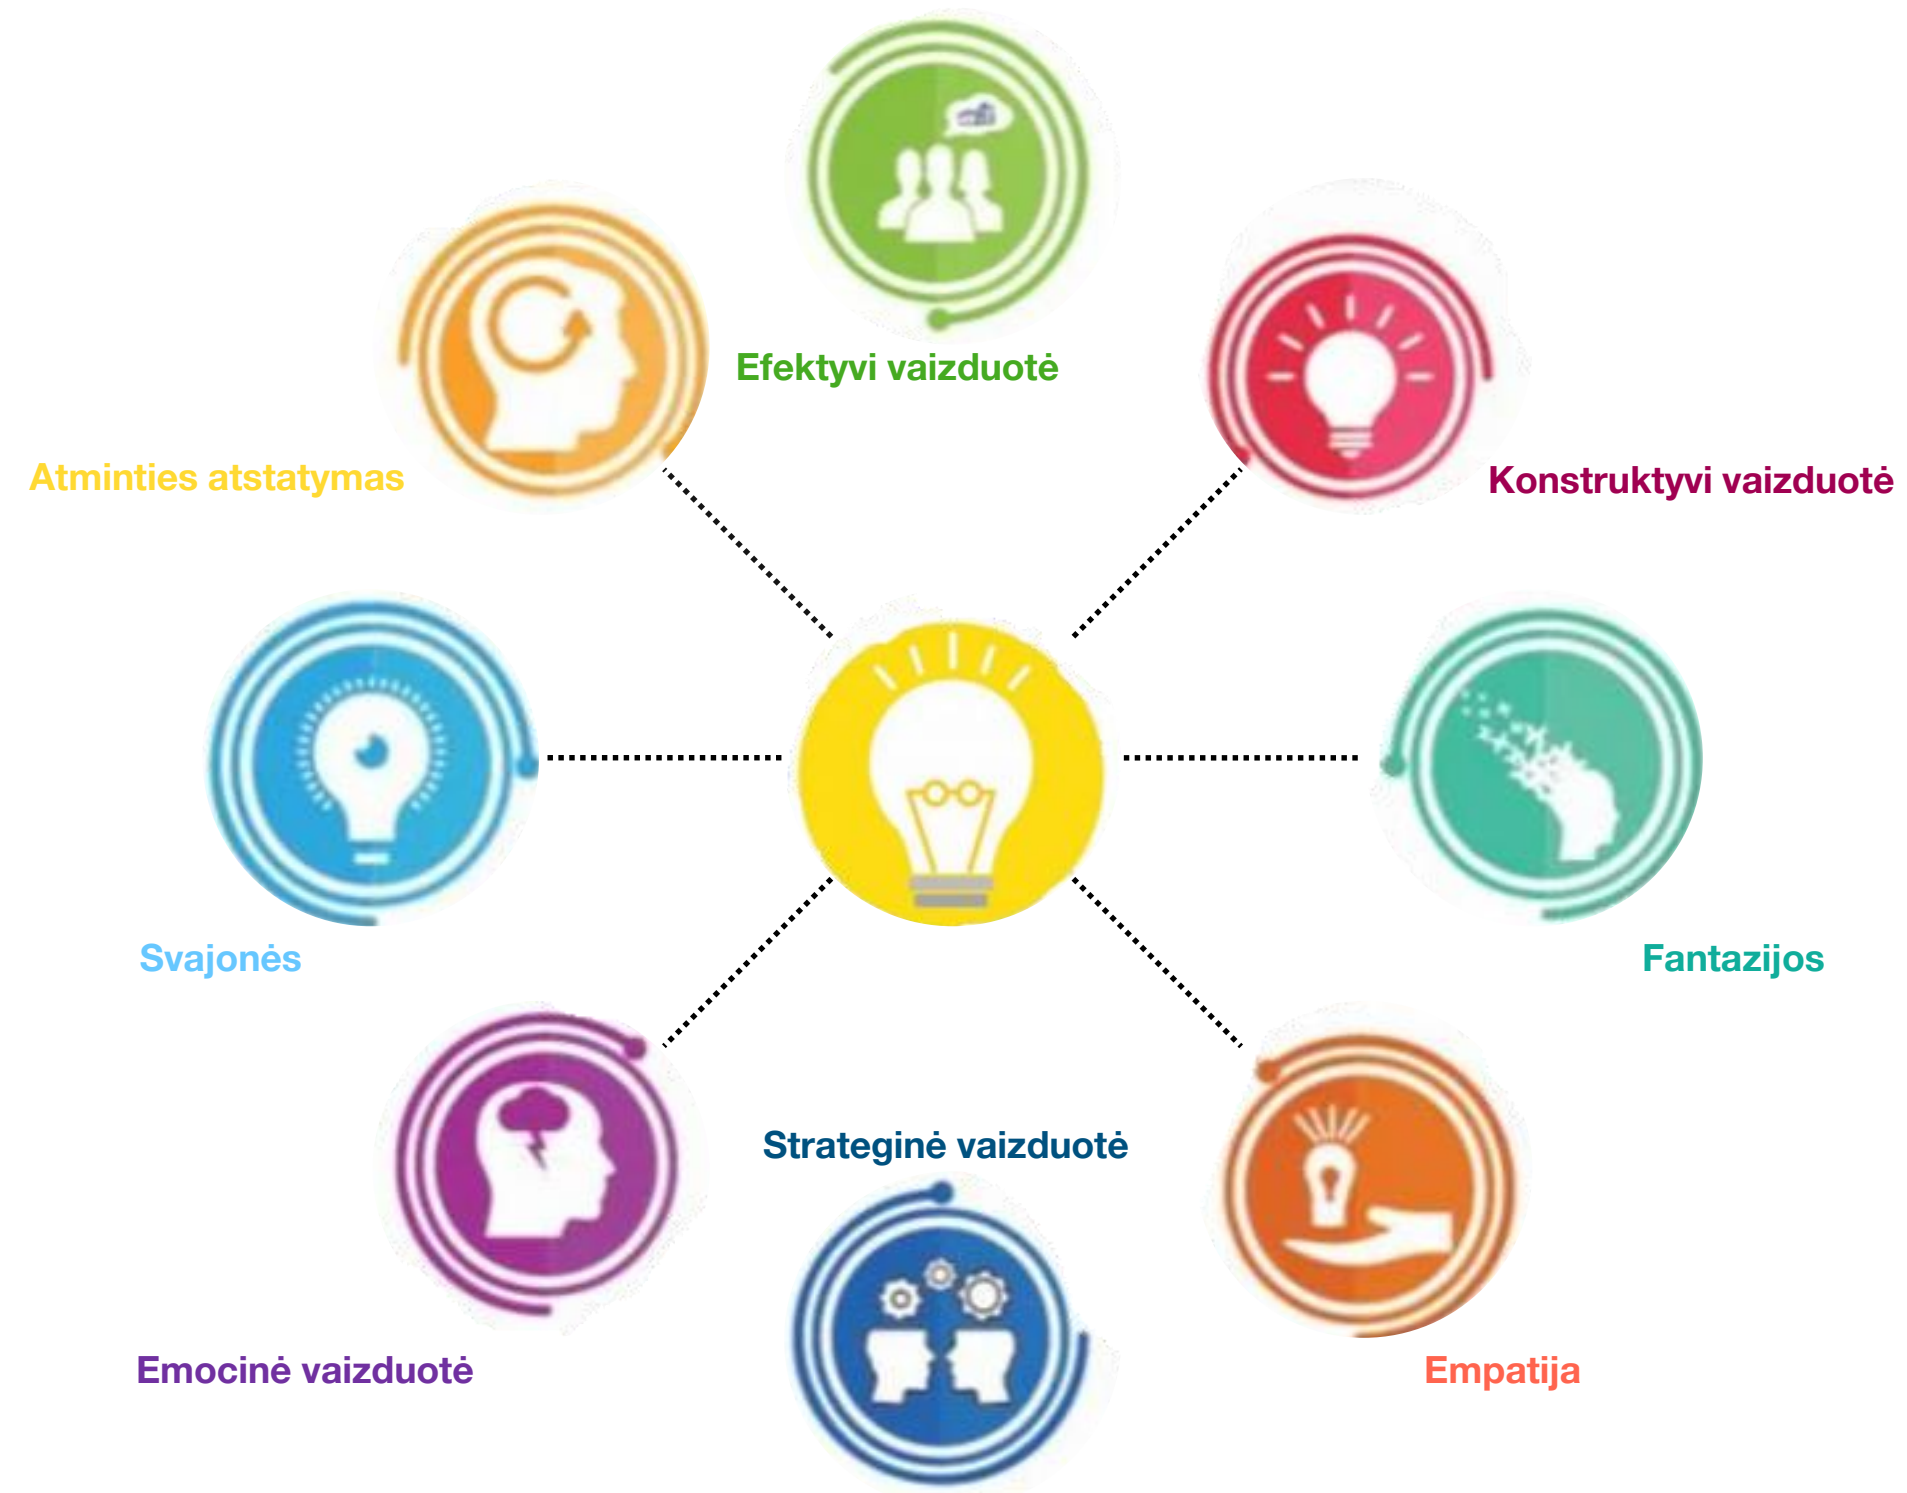 Efektyvi vaizduotė
Atminties atstatymas
Konstruktyvi vaizduotė
Svajonės
Fantazijos
Strateginė vaizduotė
Emocinė vaizduotė
Empatija